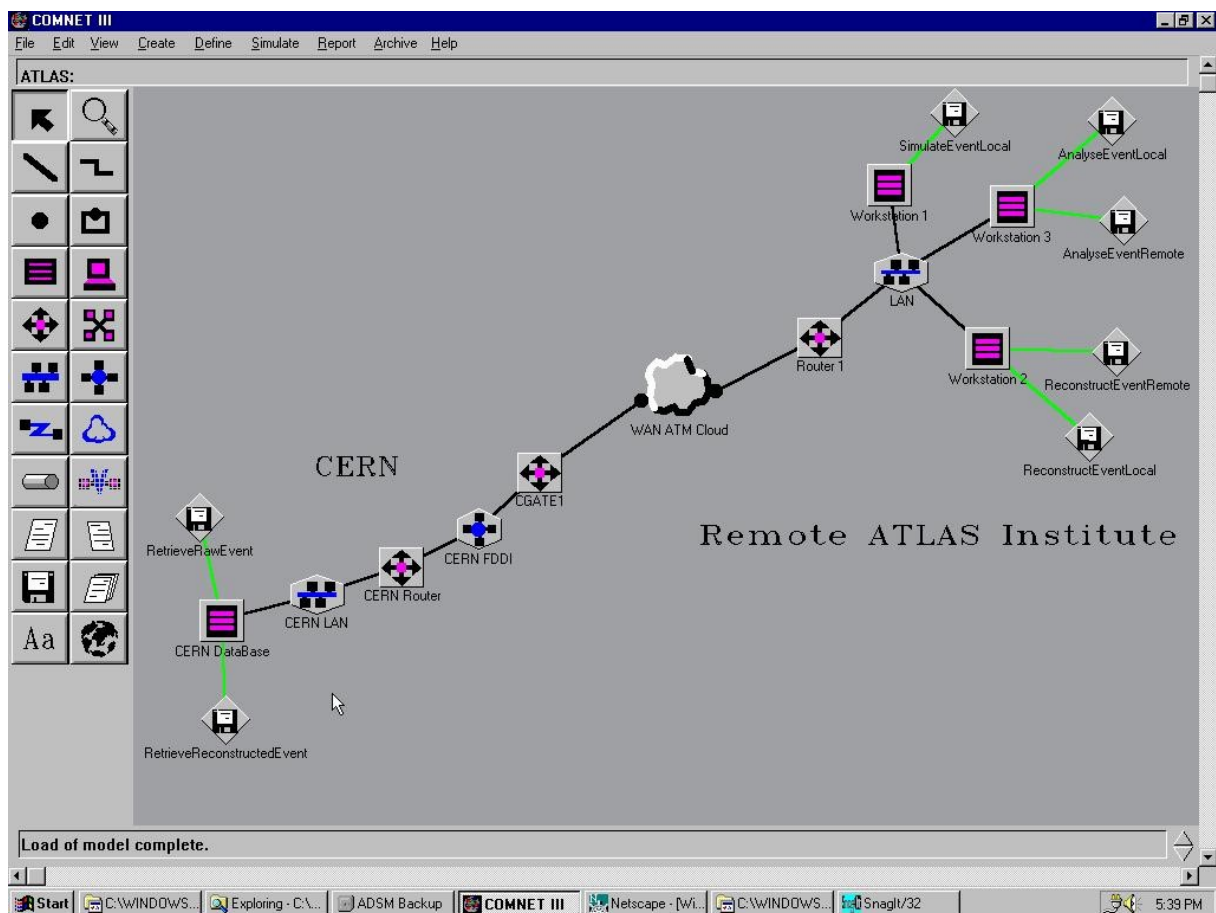 COMNET III
File Edit View Create Define Simulate Report Archive Help
ATLAS:
Aa
SimulateEventLocal
AnalyseEventLocal
Workstation 1
Workstation 3
AnalyseEventRemote
LAN
Router 1
Workstation 2
ReconstructEventRemote
WAN ATM Cloud
ReconstructEventLocal
CERN
CGATE1
Remote ATLAS Institute
RetrieveRawEvent
CERN FDDI
CERN Router
CERN LAN
CERN DataBase
RetrieveReconstructedEvent
Load of model complete.
Start C:\WINDOWS... Exploring - C:\... ADSM Backup COMNET III Netscape - [Wi... C:\WINDOWS... SnagIt/32 5:39 PM